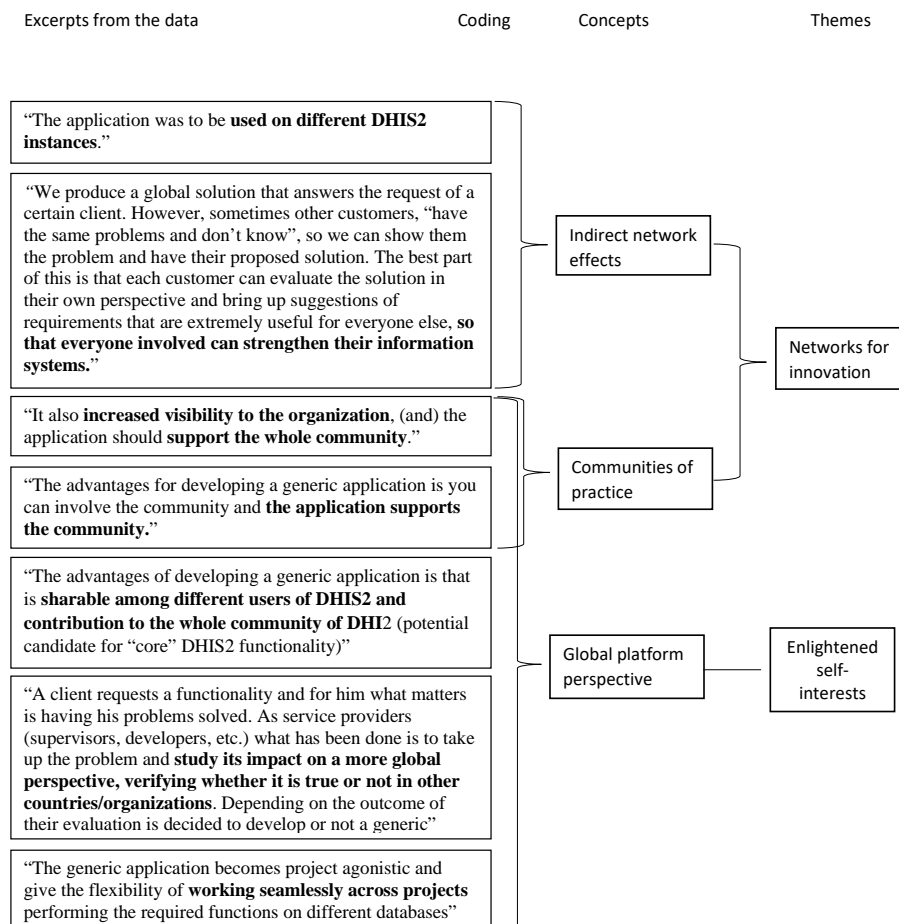 Excerpts from the data Coding Concepts Themes
“The application was to be used on different DHIS2
instances.”
“We produce a global solution that answers the request of a
certain client. However, sometimes other customers, “have
the same problems and don’t know”, so we can show them
the problem and have their proposed solution. The best
part of this is that each customer can evaluate the solution
in their own perspective and bring up suggestions of
requirements that are extremely useful for everyone else, so
that everyone involved can strengthen their information
systems.”
Indirect network
effects
Networks for
innovation
“It also increased visibility to the organization, (and) the
application should support the whole community.”
“The advantages for developing a generic application is you
can involve the community and the application supports
the community.”
Communities of
practice
“The advantages of developing a generic application is that
is sharable among different users of DHIS2 and
contribution to the whole community of DHI2 (potential
candidate for “core” DHIS2 functionality)”
“A client requests a functionality and for him what matters
is having his problems solved. As service providers
(supervisors, developers, etc.) what has been done is to take
up the problem and study its impact on a more global
perspective, verifying whether it is true or not in other
countries/organizations. Depending on the outcome of
their evaluation is decided to develop or not a generic”
“The generic application becomes project agonistic and
give the flexibility of working seamlessly across projects
performing the required functions on different databases”
Global platform
perspective
Enlightened
self-
interests